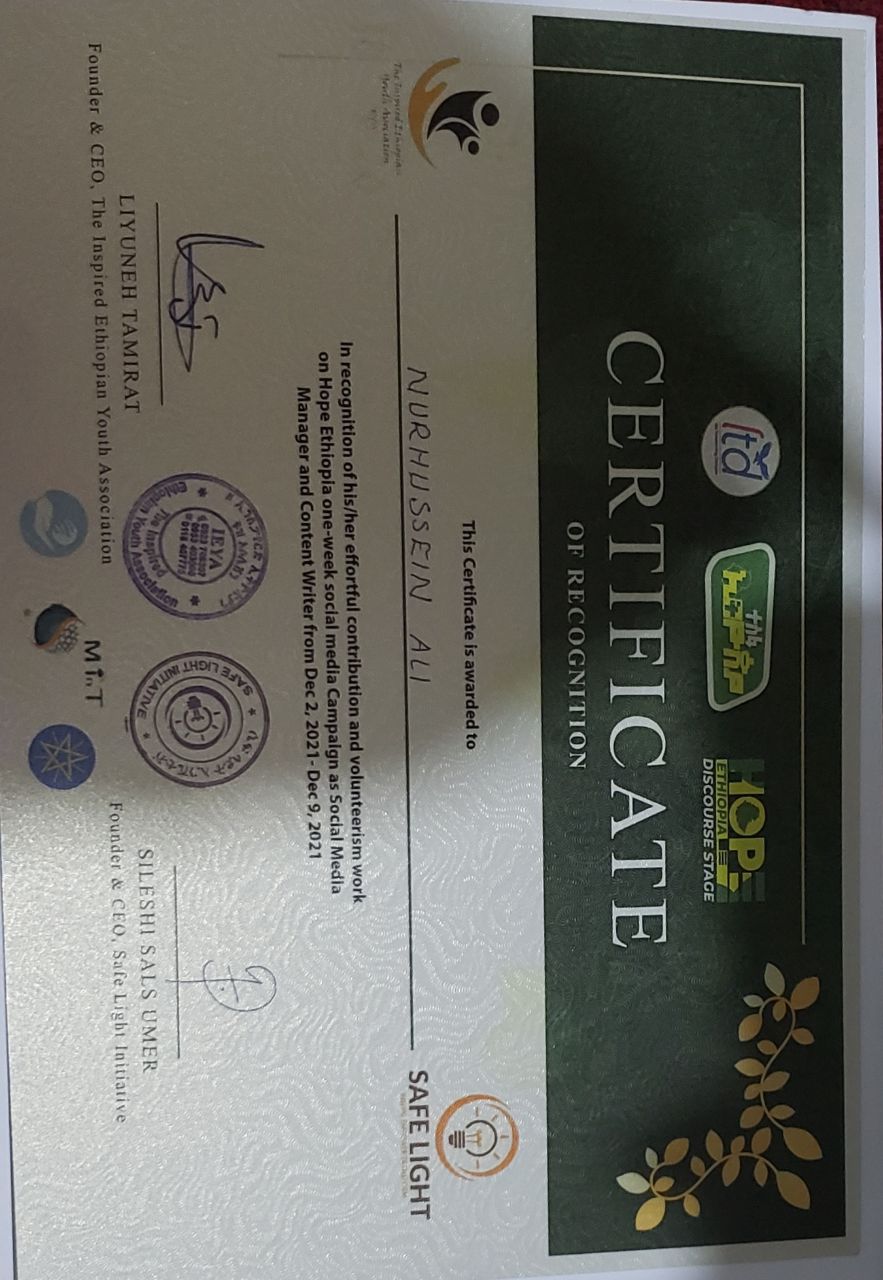 ltd
ተስፋ
ኢትዮጵያ
HOPE
ETHIOPIA
DISCOURSE STAGE
CERTIFICATE
OF RECOGNITION
This Certificate is awarded to
NURHUSSEIN ALI
The Inspired Ethiopian
Youth Association
SAFE LIGHT
In recognition of his/her effortful contribution and volunteerism work
on Hope Ethiopia one-week social media Campaign as Social Media
Manager and Content Writer from Dec 2, 2021- Dec 9, 2021
IEYA
The Inspired
Ethiopian Youth Association
SAFE LIGHT INITIATIVE
LIYUNEH TAMIRAT
Founder & CEO, The Inspired Ethiopian Youth Association
SILESHI SALS UMER
Founder & CEO, Safe Light Initiative
MinT